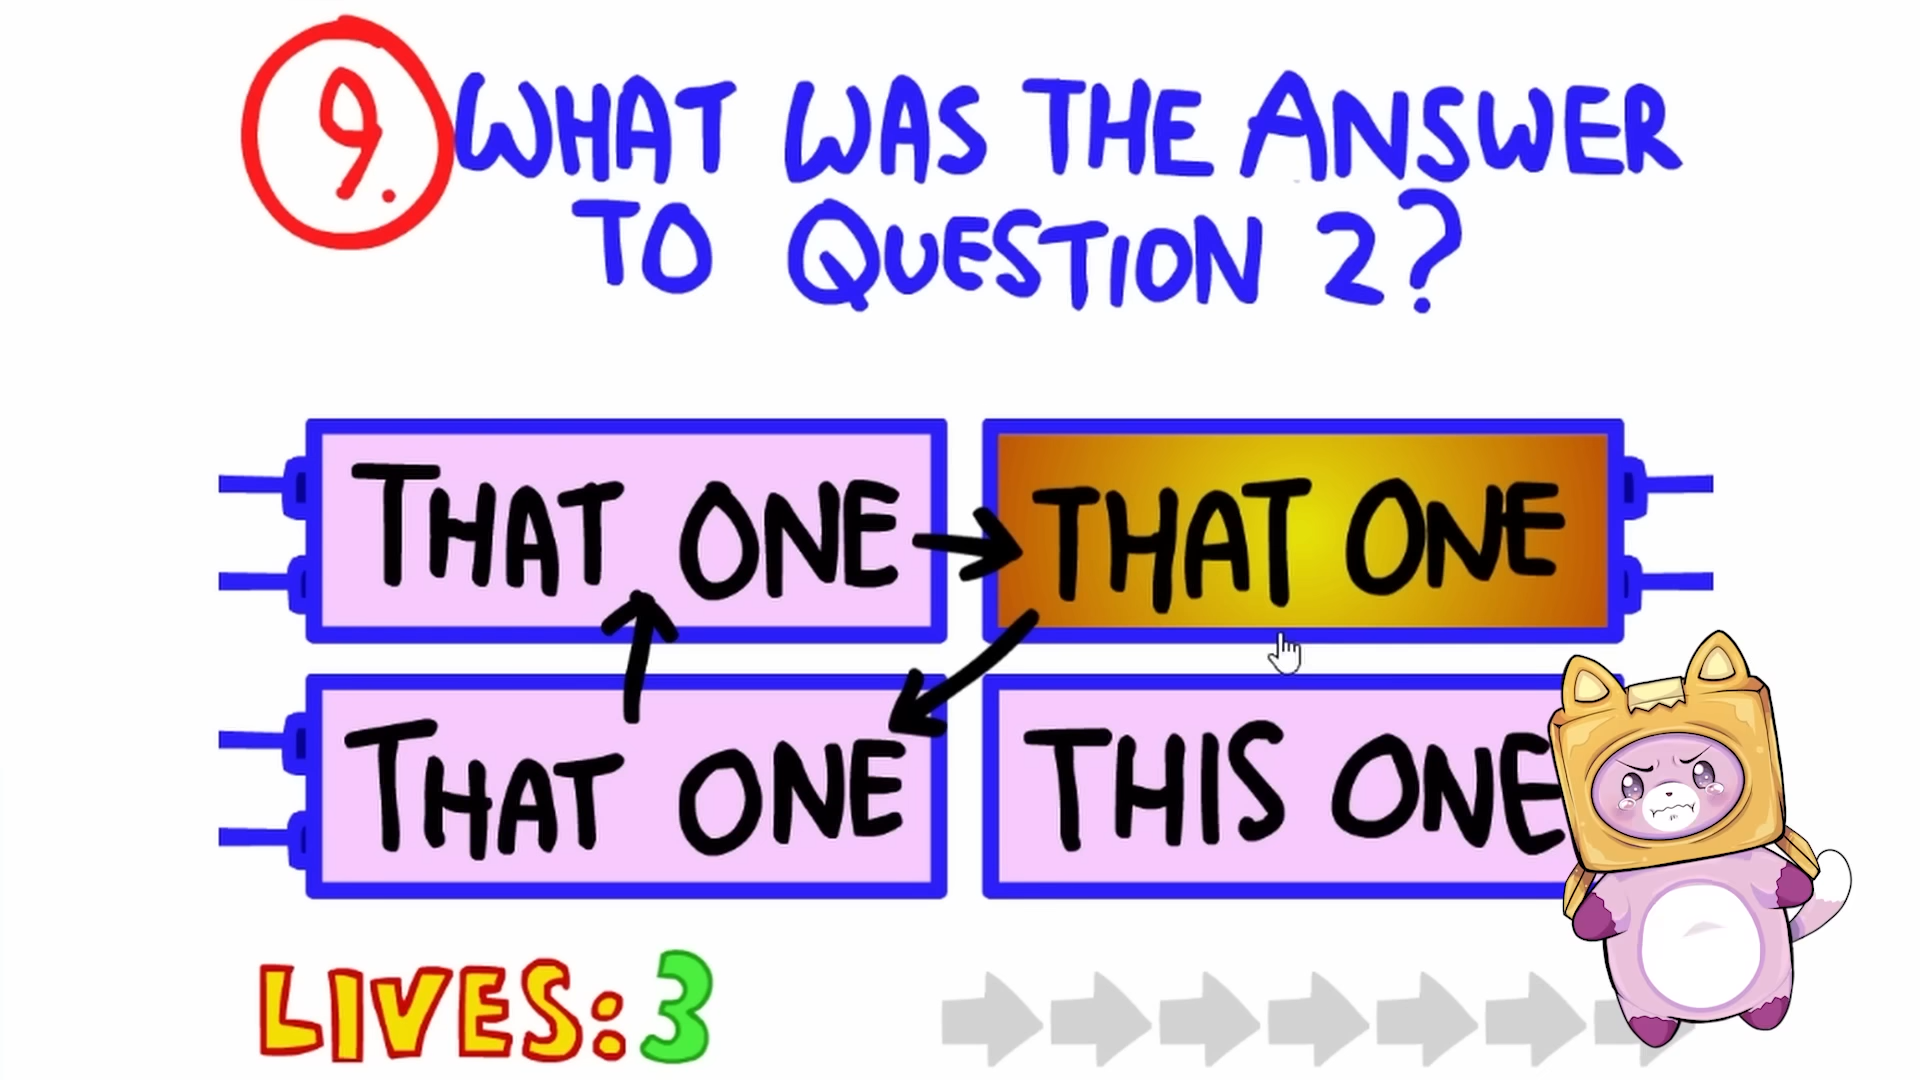 9. WHAT WAS THE ANSWER
TO QUESTION 2?
THAT ONE
THAT ONE
THAT ONE
THIS ONE
LIVES: 3